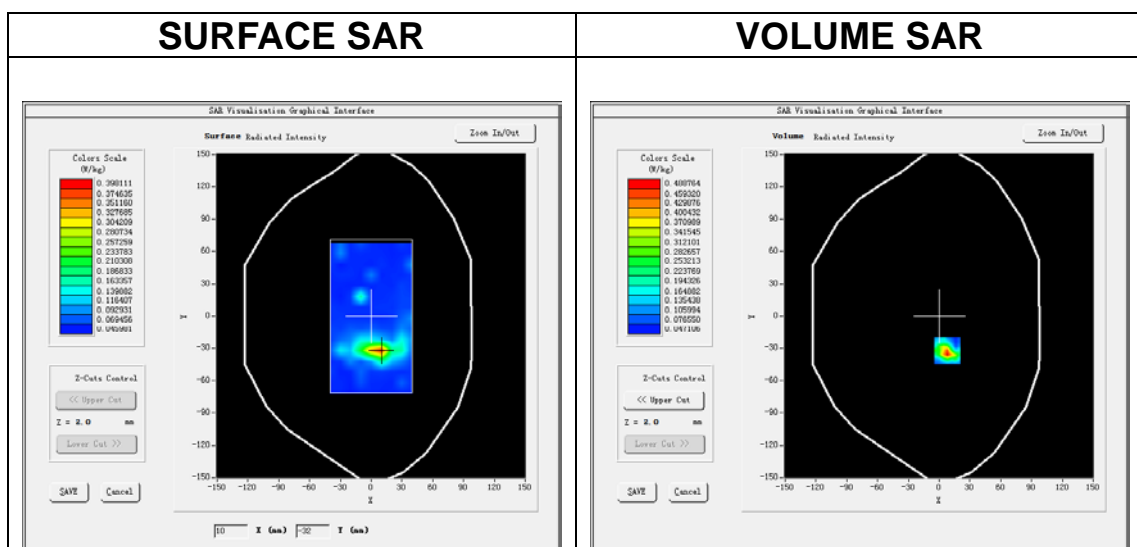 SURFACE SAR
VOLUME SAR
SAR Visualisation Graphical Interface
Surface Radiated Intensity
Zoom In/Out
Colors Scale
(W/kg)
0.398111
0.374635
0.351160
0.327685
0.304209
0.280734
0.257259
0.233783
0.210308
0.186833
0.163357
0.139882
0.116407
0.092931
0.069456
0.045981
150
120
90
60
30
0
-30
-60
-90
-120
-150
Y
-150 -120 -90 -60 -30 0 30 60 90 120 150
X
Z-Cuts Control
<< Upper Cut
Z = 2.0 mm
Lower Cut >>
SAVE Cancel
10 X (mm) -32 Y (mm)
SAR Visualisation Graphical Interface
Volume Radiated Intensity
Zoom In/Out
Colors Scale
(W/kg)
0.488764
0.459320
0.429876
0.400432
0.370989
0.341545
0.312101
0.282657
0.253213
0.223769
0.194326
0.164882
0.135438
0.105994
0.076550
0.047106
150
120
90
60
30
0
-30
-60
-90
-120
-150
Y
-150 -120 -90 -60 -30 0 30 60 90 120 150
X
Z-Cuts Control
<< Upper Cut
Z = 2.0 mm
Lower Cut >>
SAVE Cancel